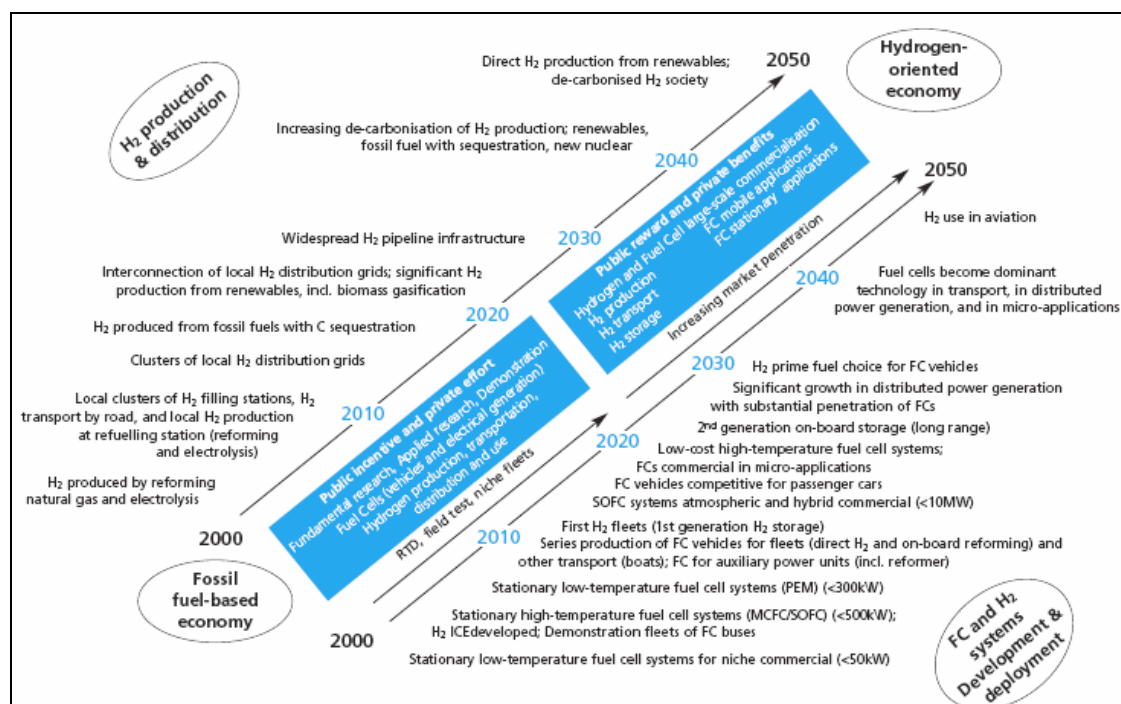 H₂ production
& distribution
Direct H₂ production from renewables;
de-carbonised H₂ society
2050
Hydrogen-
oriented
economy
Increasing de-carbonisation of H₂ production; renewables,
fossil fuel with sequestration, new nuclear
2040
Widespread H₂ pipeline infrastructure
2030
Interconnection of local H₂ distribution grids; significant H₂
production from renewables, incl. biomass gasification
2020
H₂ produced from fossil fuels with C sequestration
Clusters of local H₂ distribution grids
Local clusters of H₂ filling stations, H₂
transport by road, and local H₂ production
at refuelling station (reforming
and electrolysis)
2010
H₂ produced by reforming
natural gas and electrolysis
2000
Fossil
fuel-based
economy
Public reward and private benefits
Hydrogen and Fuel Cell large-scale commercialisation
H₂ production
FC mobile applications
H₂ transport
FC stationary applications
H₂ storage
Public incentive and private effort
Fundamental research, Applied research, Demonstration
Fuel Cells (vehicles and electrical generation)
Hydrogen production, transportation,
distribution and use
RTD, field test, niche fleets
Increasing market penetration
2050
H₂ use in aviation
2040
Fuel cells become dominant
technology in transport, in distributed
power generation, and in micro-applications
2030
H₂ prime fuel choice for FC vehicles
Significant growth in distributed power generation
with substantial penetration of FCs
2nd generation on-board storage (long range)
2020
Low-cost high-temperature fuel cell systems;
FCs commercial in micro-applications
FC vehicles competitive for passenger cars
SOFC systems atmospheric and hybrid commercial (<10MW)
First H₂ fleets (1st generation H₂ storage)
2010
Series production of FC vehicles for fleets (direct H₂ and on-board reforming) and
other transport (boats); FC for auxiliary power units (incl. reformer)
Stationary low-temperature fuel cell systems (PEM) (<300kW)
Stationary high-temperature fuel cell systems (MCFC/SOFC) (<500kW);
H₂ ICEdeveloped; Demonstration fleets of FC buses
2000
Stationary low-temperature fuel cell systems for niche commercial (<50kW)
FC and H₂
systems
Development &
deployment